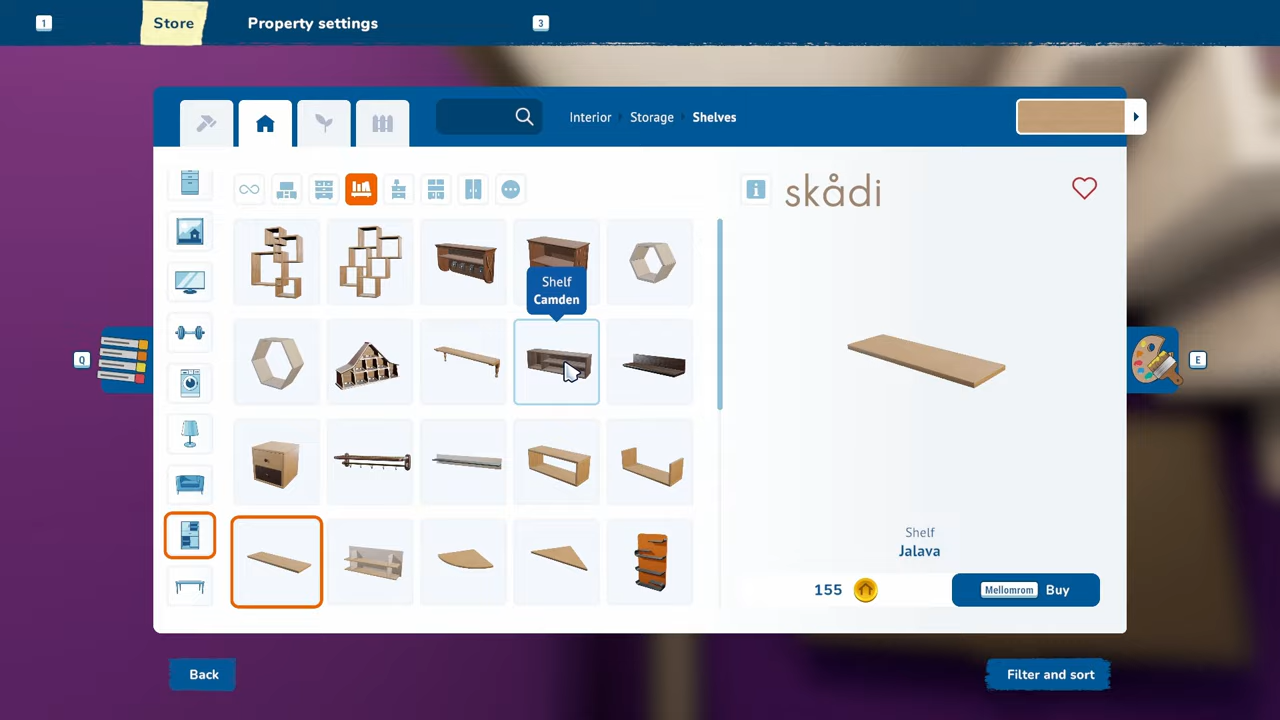 1
Store
Property settings
3
Interior
Storage
Shelves
skådi
Shelf
Camden
Q
E
Shelf
Jalava
155
Mellomrom
Buy
Back
Filter and sort